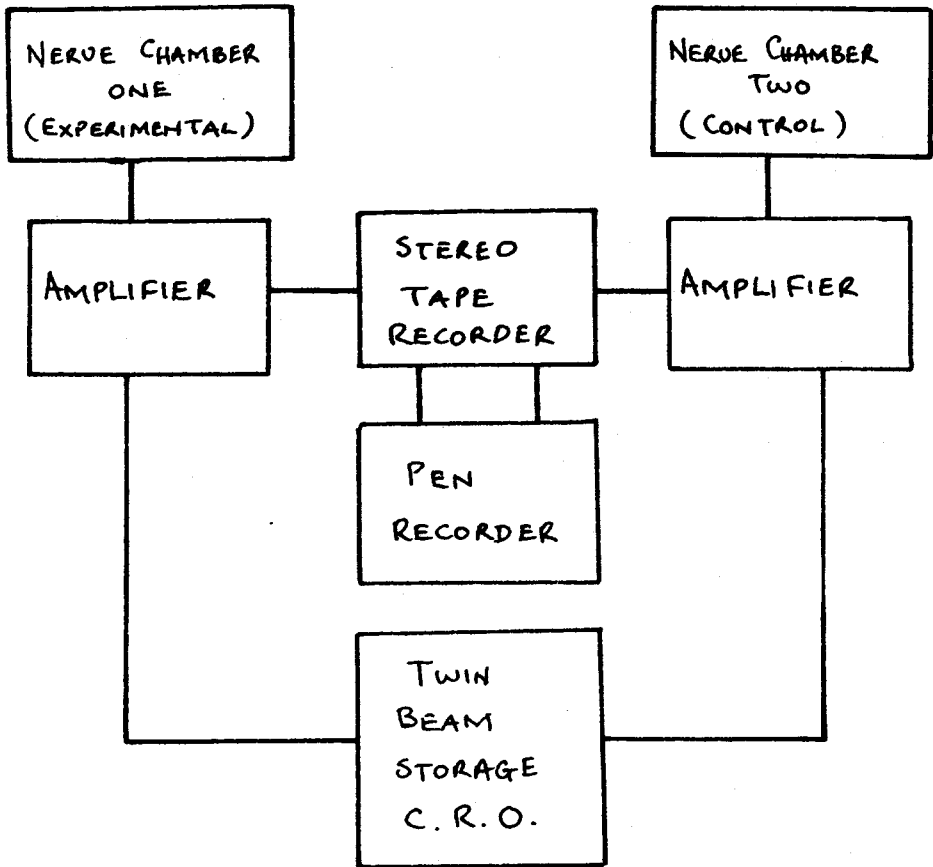 NERVE CHAMBER
ONE
(EXPERIMENTAL)
NERVE CHAMBER
TWO
(CONTROL)
AMPLIFIER
STEREO
TAPE
RECORDER
AMPLIFIER
PEN
RECORDER
TWIN
BEAM
STORAGE
C.R.O.